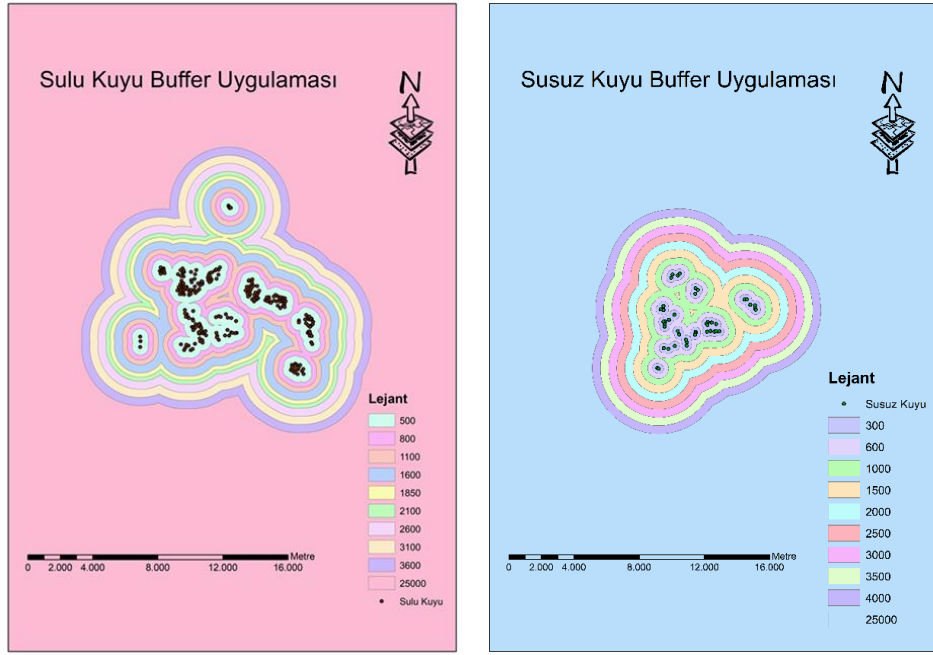 Sulu Kuyu Buffer Uygulaması
N
Lejant
500
800
1100
1600
1850
2100
2600
3100
3600
25000
Sulu Kuyu
Metre
0 2.000 4.000 8.000 12.000 16.000
Susuz Kuyu Buffer Uygulaması
N
Lejant
Susuz Kuyu
300
600
1000
1500
2000
2500
3000
3500
4000
25000
Metre
0 2.000 4.000 8.000 12.000 16.000